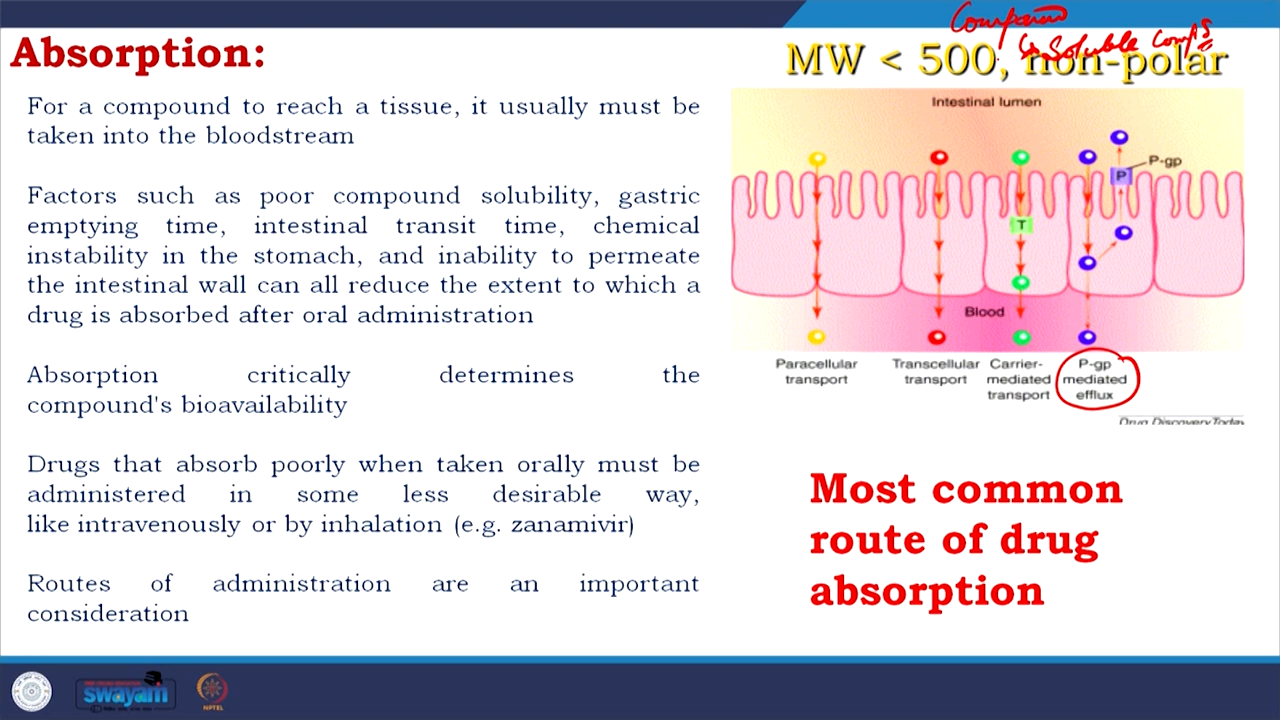 Absorption:
For a compound to reach a tissue, it usually must be
taken into the bloodstream
Factors such as poor compound solubility, gastric
emptying time, intestinal transit time, chemical
instability in the stomach, and inability to permeate
the intestinal wall can all reduce the extent to which a
drug is absorbed after oral administration
Absorption critically determines the
compound's bioavailability
Drugs that absorb poorly when taken orally must be
administered in some less desirable way,
like intravenously or by inhalation (e.g. zanamivir)
Routes of administration are an important
consideration
Soluble
MW < 500, non-polar
Intestinal lumen
P-gp
P
T
Blood
Paracellular
transport
Transcellular
transport
Carrier-
mediated
transport
P-gp
mediated
efflux
Drug Discovery Today
Most common
route of drug
absorption
swayam
NPTEL